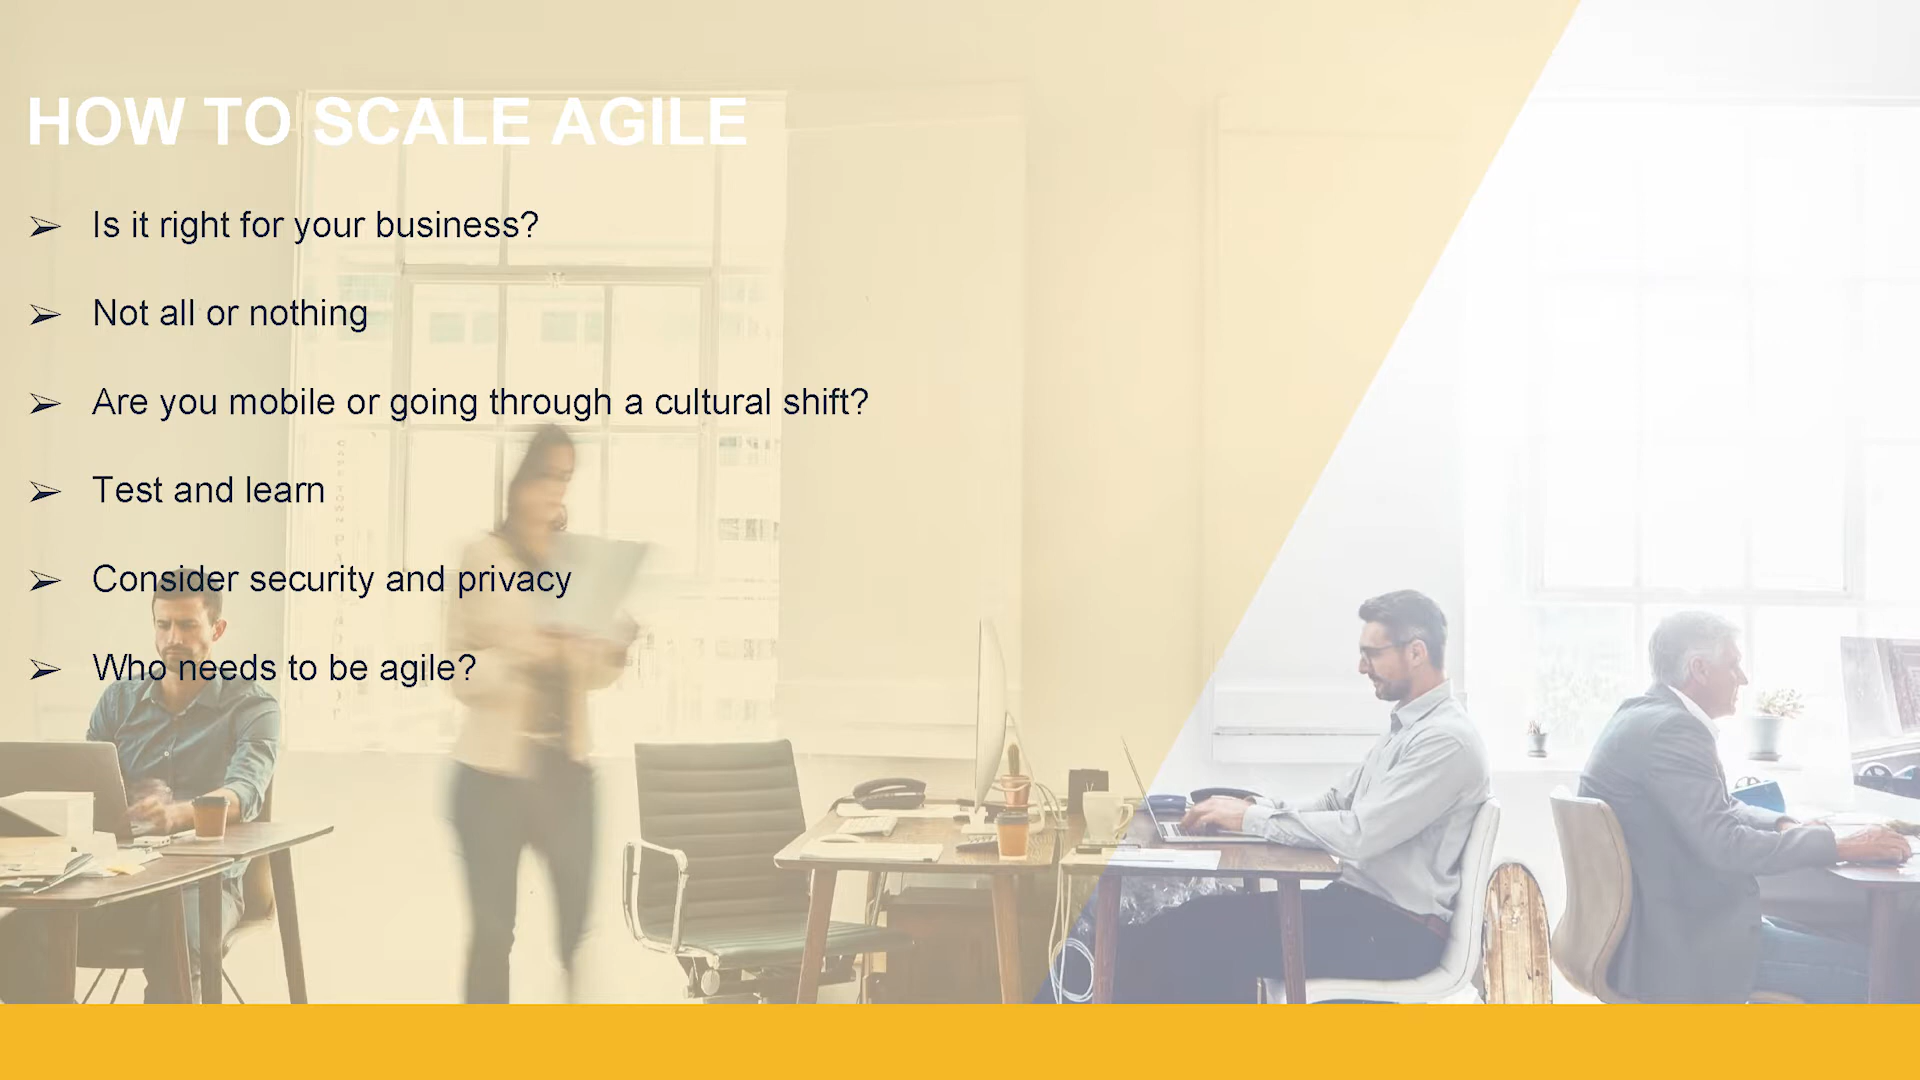 HOW TO SCALE AGILE
➢ Is it right for your business?
➢ Not all or nothing
➢ Are you mobile or going through a cultural shift?
➢ Test and learn
➢ Consider security and privacy
➢ Who needs to be agile?